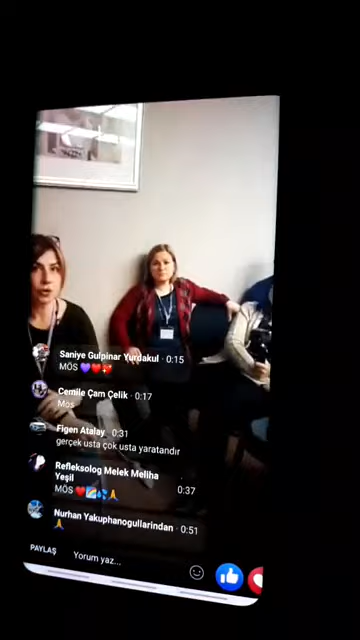 Saniye Gulpinar Yurdakul · 0:15
MÖS 💜❤️💖
Cemile Çam Çelik · 0:17
Mos
Figen Atalay · 0:31
gerçek usta çok usta yaratandır
Refleksolog Melek Meliha
Yeşil · 0:37
MÖS ❤️🌈💦🙏
Nurhan Yakuphanogullarindan · 0:51
🙏
PAYLAŞ
Yorum yaz...